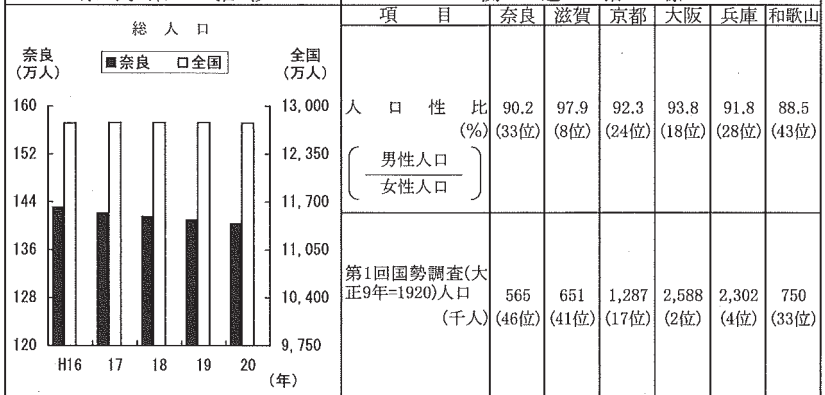 総人口
奈良
(万人)
■奈良 □全国
全国
(万人)
160
152
144
136
128
120
13,000
12,350
11,700
11,050
10,400
9,750
H16 17 18 19 20
(年)
項目 奈良 滋賀 京都 大阪 兵庫 和歌山
人口性比 90.2 97.9 92.3 93.8 91.8 88.5
(%) (33位) (8位) (24位) (18位) (28位) (43位)
男性人口
女性人口
第1回国勢調査(大
正9年=1920)人口 565 651 1,287 2,588 2,302 750
(千人) (46位) (41位) (17位) (2位) (4位) (33位)